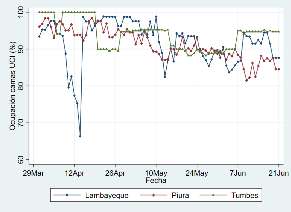 Ocupación camas UCI (%)
100
90
80
70
60
29Mar 12Apr 26Apr 10May 24May 7Jun 21Jun
Fecha
Lambayeque Piura Tumbes